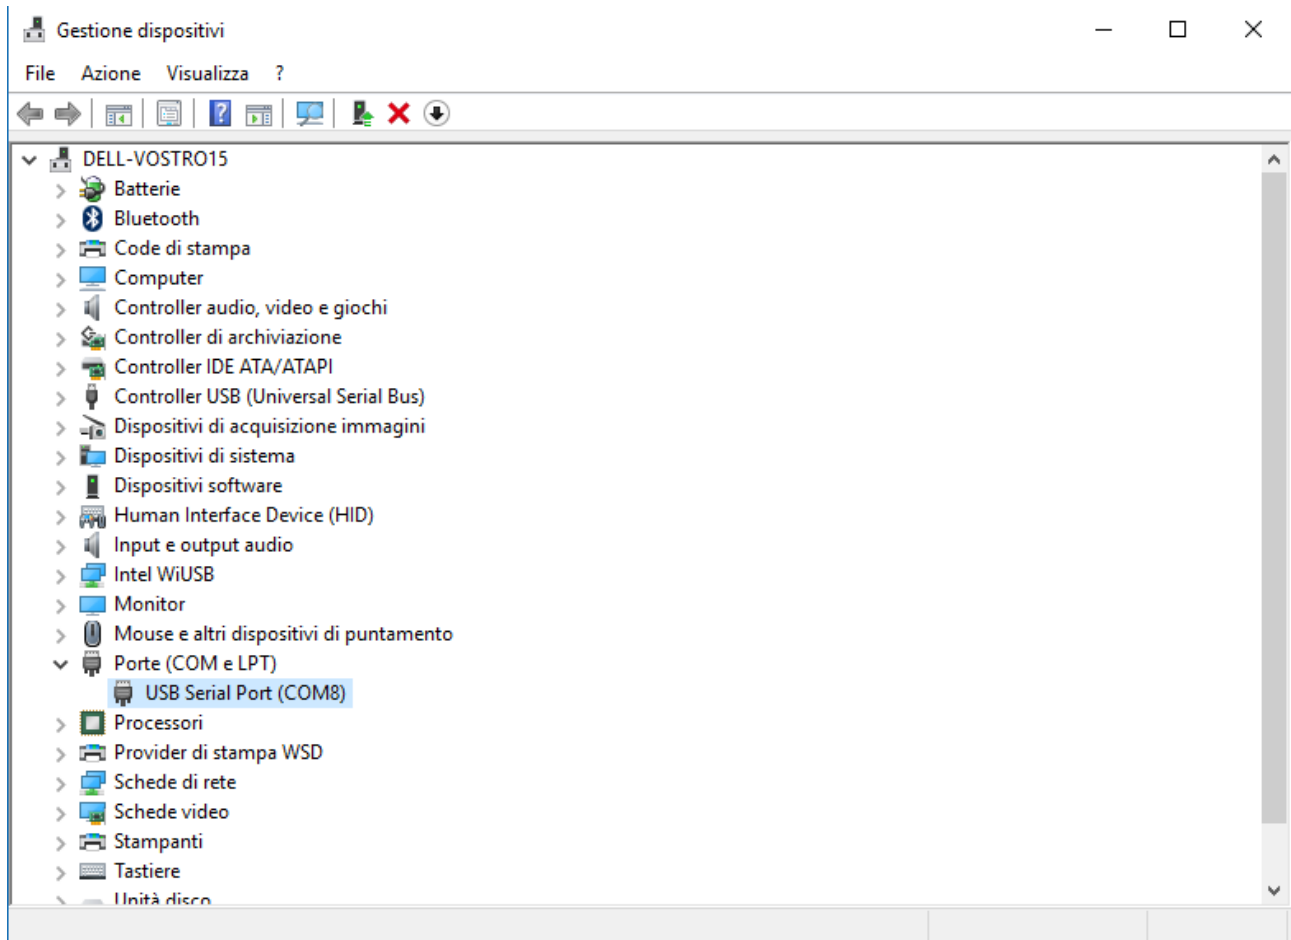 Gestione dispositivi
File Azione Visualizza ?
DELL-VOSTRO15
Batterie
Bluetooth
Code di stampa
Computer
Controller audio, video e giochi
Controller di archiviazione
Controller IDE ATA/ATAPI
Controller USB (Universal Serial Bus)
Dispositivi di acquisizione immagini
Dispositivi di sistema
Dispositivi software
Human Interface Device (HID)
Input e output audio
Intel WiUSB
Monitor
Mouse e altri dispositivi di puntamento
Porte (COM e LPT)
USB Serial Port (COM8)
Processori
Provider di stampa WSD
Schede di rete
Schede video
Stampanti
Tastiere
Unità disco